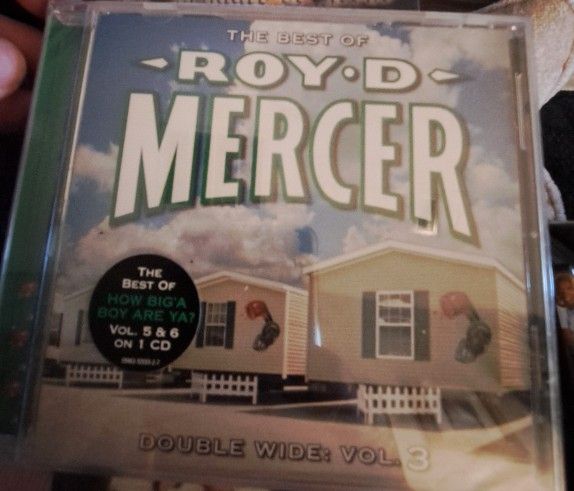 THE BEST OF
ROY·D
MERCER
THE
BEST OF
HOW BIG'A
BOY ARE YA?
VOL. 5 & 6
ON 1 CD
DOUBLE WIDE: VOL. 3